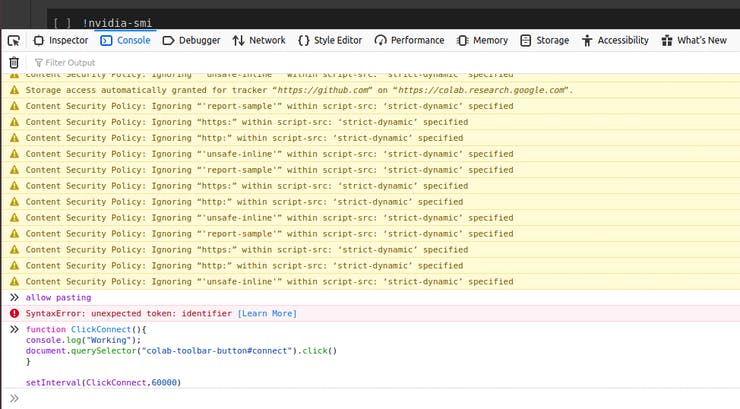 [ ] !nvidia-smi
Inspector Console Debugger Network Style Editor Performance Memory Storage Accessibility What's New
Filter Output
Content Security Policy: Ignoring “'unsafe-inline'” within script-src: ‘strict-dynamic’ specified
Storage access automatically granted for tracker “https://github.com” on “https://colab.research.google.com”.
Content Security Policy: Ignoring “'report-sample'” within script-src: ‘strict-dynamic’ specified
Content Security Policy: Ignoring “https:” within script-src: ‘strict-dynamic’ specified
Content Security Policy: Ignoring “http:” within script-src: ‘strict-dynamic’ specified
Content Security Policy: Ignoring “'unsafe-inline'” within script-src: ‘strict-dynamic’ specified
Content Security Policy: Ignoring “'report-sample'” within script-src: ‘strict-dynamic’ specified
Content Security Policy: Ignoring “https:” within script-src: ‘strict-dynamic’ specified
Content Security Policy: Ignoring “http:” within script-src: ‘strict-dynamic’ specified
Content Security Policy: Ignoring “'unsafe-inline'” within script-src: ‘strict-dynamic’ specified
Content Security Policy: Ignoring “'report-sample'” within script-src: ‘strict-dynamic’ specified
Content Security Policy: Ignoring “https:” within script-src: ‘strict-dynamic’ specified
Content Security Policy: Ignoring “http:” within script-src: ‘strict-dynamic’ specified
Content Security Policy: Ignoring “'unsafe-inline'” within script-src: ‘strict-dynamic’ specified
allow pasting
SyntaxError: unexpected token: identifier [Learn More]
function ClickConnect(){
console.log("Working");
document.querySelector("colab-toolbar-button#connect").click()
}
setInterval(ClickConnect,60000)